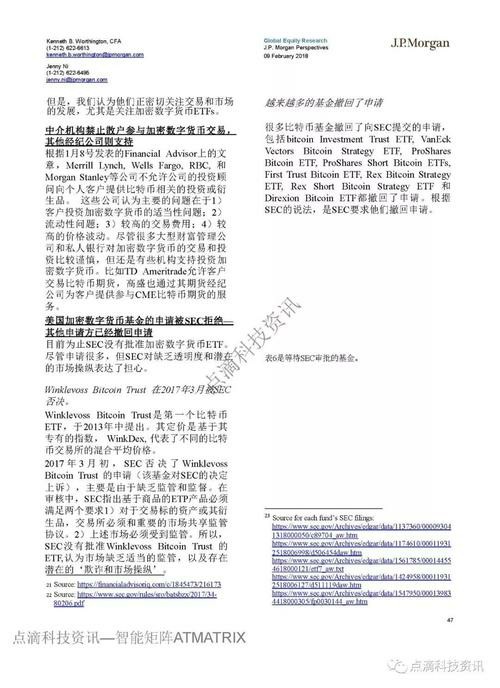 Kenneth B. Worthington, CFA
(1-212) 622-6613
kenneth.b.worthington@jpmorgan.com
Jenny Ni
(1-212) 622-6495
jenny.ni@jpmorgan.com
Global Equity Research
J.P. Morgan Perspectives
09 February 2018
J.P.Morgan
但是，我们认为他们正密切关注交易和市场
的发展，尤其是关注加密数字货币ETFs。
中介机构禁止散户参与加密数字货币交易，
其他经纪公司则支持
根据1月8号发表的Financial Advisor上的文
章，Merrill Lynch, Wells Fargo, RBC, 和
Morgan Stanley等公司不允许公司的投资顾
问向个人客户提供比特币相关的投资或衍
生品。 这些公司认为主要的问题在于1）
客户投资加密数字货币的适当性问题；2）
流动性问题；3）较高的交易费用；4）较
高的价格波动。尽管很多大型财富管理公
司和私人银行对加密数字货币的交易和投
资比较谨慎，但还是有些机构支持投资加
密数字货币。比如TD Ameritrade允许客户
交易比特币期货，高盛也通过其期货经纪
公司为客户提供参与CME比特币期货的服
务。
美国加密数字货币基金的申请被SEC拒绝—
其他申请方已经撤回申请
目前为止SEC没有批准加密数字货币ETF。
尽管申请很多，但SEC对缺乏透明度和潜在
的市场操纵表达了担心。
Winklevoss Bitcoin Trust 在2017年3月被SEC
否决。
Winklevoss Bitcoin Trust是第一个比特币
ETF，于2013年中提出。其定价是基于其
专有的指数， WinkDex, 代表了不同的比特
币交易所的混合平均价格。
2017 年 3 月初，SEC 否决了 Winklevoss
Bitcoin Trust 的申请（该基金对SEC的决定
上诉），主要是由于缺乏监管和监督。在
审核中，SEC指出基于商品的ETP产品必须
满足两个要求1）对于交易标的资产或其衍
生品，交易所必须和重要的市场共享监管
协议。2）上述市场必须受到监管。所以，
SEC没有批准Winklevoss Bitcoin Trust 的
ETF,认为市场缺乏适当的监管，以及存在
潜在的‘欺诈和市场操纵’。
21 Source: https://financialadvisoriq.com/c/1845473/216173
22 Source: https://www.sec.gov/rules/sro/batsbzx/2017/34-
80206.pdf
越来越多的基金撤回了申请
很多比特币基金撤回了向SEC提交的申请，
包括bitcoin Investment Trust ETF, VanEck
Vectors Bitcoin Strategy ETF, ProShares
Bitcoin ETF, ProShares Short Bitcoin ETFs,
First Trust Bitcoin ETF, Rex Bitcoin Strategy
ETF, Rex Short Bitcoin Strategy ETF 和
Direxion Bitcoin ETF都撤回了申请。根据
SEC的说法，是SEC要求他们撤回申请。
表6是等待SEC审批的基金。
23 Source for each fund's SEC filings:
https://www.sec.gov/Archives/edgar/data/1137360/00009304
1318000050/c89704_aw.htm
https://www.sec.gov/Archives/edgar/data/1174610/00011931
2518006998/d506454daw.htm
https://www.sec.gov/Archives/edgar/data/1561785/00014455
4618000121/etf7_aw.txt
https://www.sec.gov/Archives/edgar/data/1424958/00011931
2518006127/d511119daw.htm
https://www.sec.gov/Archives/edgar/data/1547950/00013983
4418000305/fp0030144_aw.htm
47
点滴科技资讯
点滴科技资讯—智能矩阵ATMATRIX
@点滴科技资讯